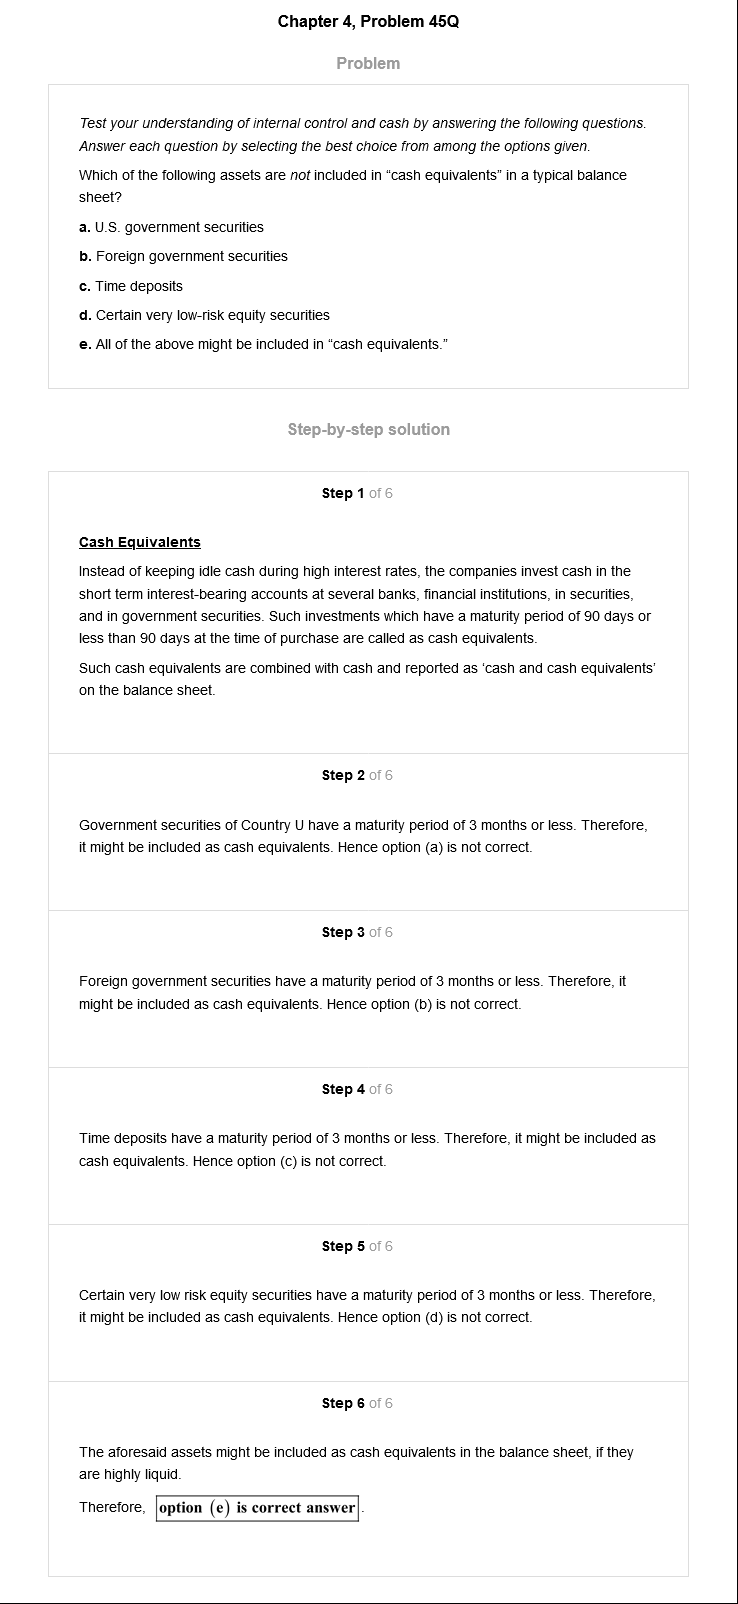 Chapter 4, Problem 45Q
Problem
Test your understanding of internal control and cash by answering the following questions.
Answer each question by selecting the best choice from among the options given.
Which of the following assets are not included in “cash equivalents” in a typical balance
sheet?
a. U.S. government securities
b. Foreign government securities
c. Time deposits
d. Certain very low-risk equity securities
e. All of the above might be included in “cash equivalents.”
Step-by-step solution
Step 1 of 6
Cash Equivalents
Instead of keeping idle cash during high interest rates, the companies invest cash in the
short term interest-bearing accounts at several banks, financial institutions, in securities,
and in government securities. Such investments which have a maturity period of 90 days or
less than 90 days at the time of purchase are called as cash equivalents.
Such cash equivalents are combined with cash and reported as ‘cash and cash equivalents’
on the balance sheet.
Step 2 of 6
Government securities of Country U have a maturity period of 3 months or less. Therefore,
it might be included as cash equivalents. Hence option (a) is not correct.
Step 3 of 6
Foreign government securities have a maturity period of 3 months or less. Therefore, it
might be included as cash equivalents. Hence option (b) is not correct.
Step 4 of 6
Time deposits have a maturity period of 3 months or less. Therefore, it might be included as
cash equivalents. Hence option (c) is not correct.
Step 5 of 6
Certain very low risk equity securities have a maturity period of 3 months or less. Therefore,
it might be included as cash equivalents. Hence option (d) is not correct.
Step 6 of 6
The aforesaid assets might be included as cash equivalents in the balance sheet, if they
are highly liquid.
Therefore, option (e) is correct answer.